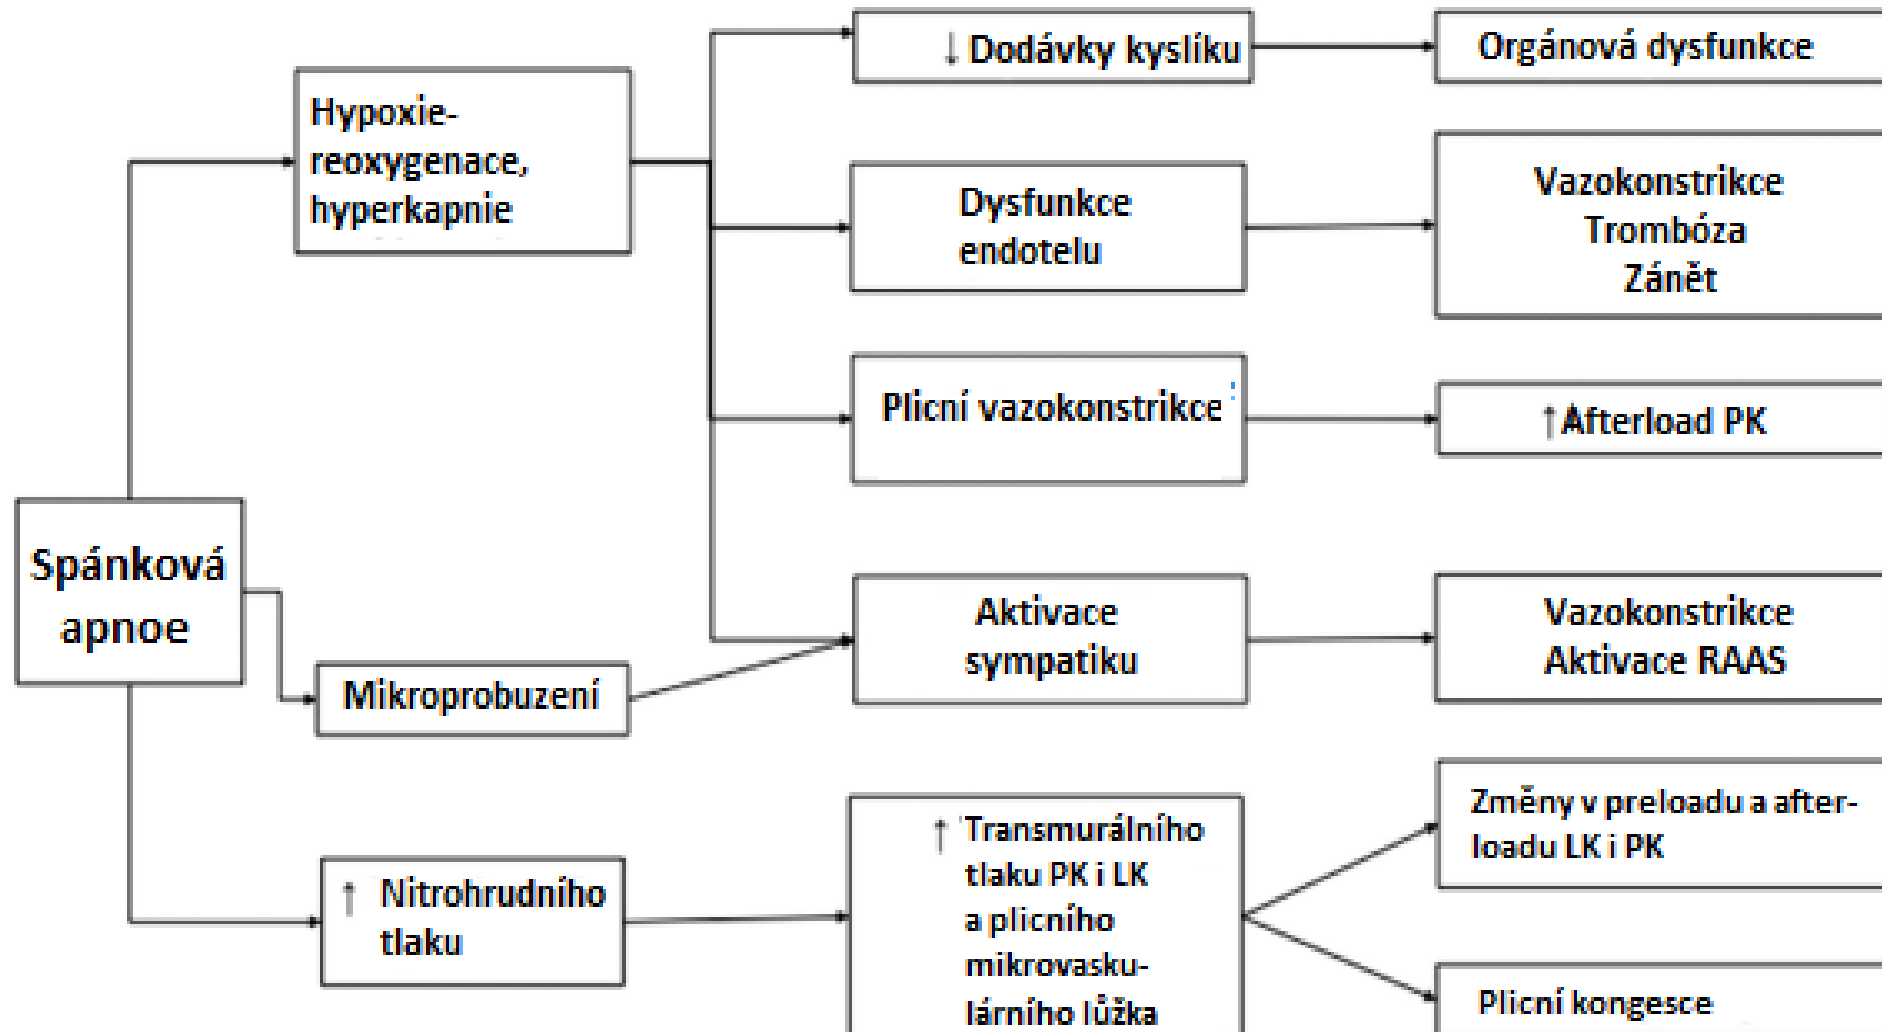 Spánková
apnoe
Hypoxie-
reoxygenace,
hyperkapnie
Mikroprobuzení
↑ Nitrohrudního
tlaku
↓ Dodávky kyslíku
Dysfunkce
endotelu
Plicní vazokonstrikce
Aktivace
sympatiku
↑ Transmurálního
tlaku PK i LK
a plicního
mikrovasku-
lárního lůžka
Orgánová dysfunkce
Vazokonstrikce
Trombóza
Zánět
↑Afterload PK
Vazokonstrikce
Aktivace RAAS
Změny v preloadu a after-
loadu LK i PK
Plicní kongesce